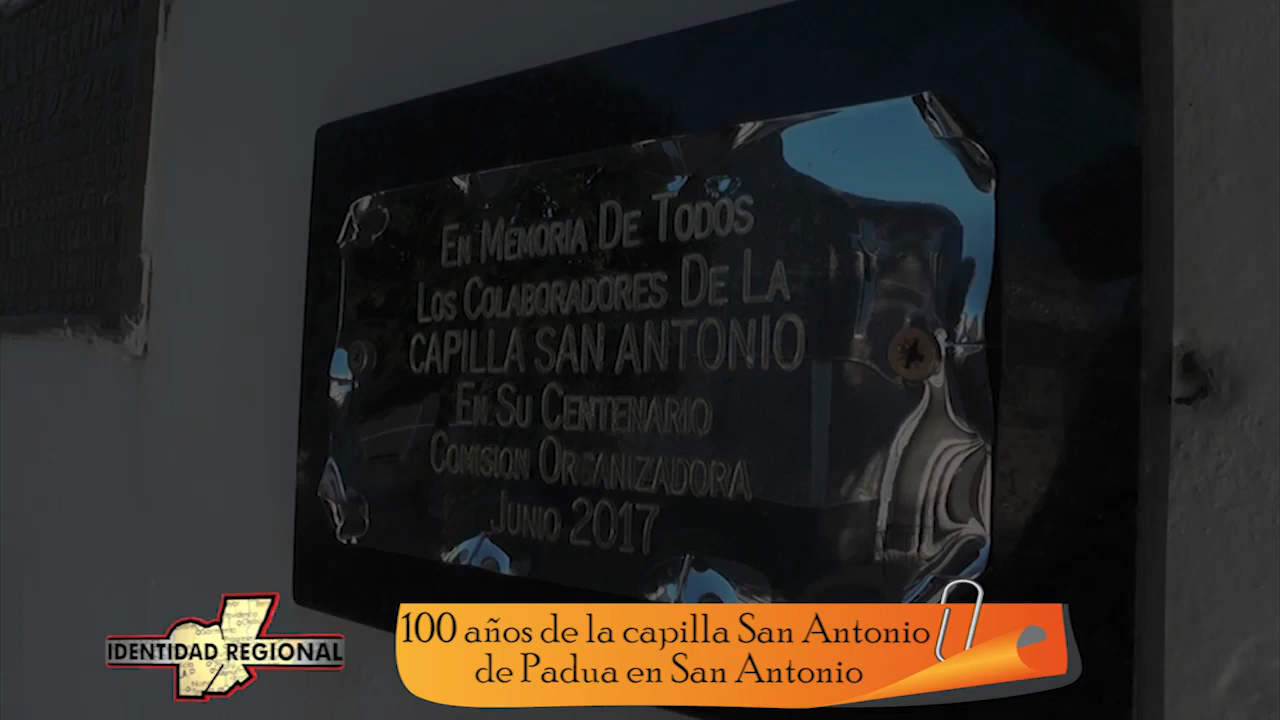 EN MEMORIA DE TODOS
LOS COLABORADORES DE LA
CAPILLA SAN ANTONIO
EN SU CENTENARIO
COMISION ORGANIZADORA
JUNIO 2017
IDENTIDAD REGIONAL
100 años de la capilla San Antonio
de Padua en San Antonio